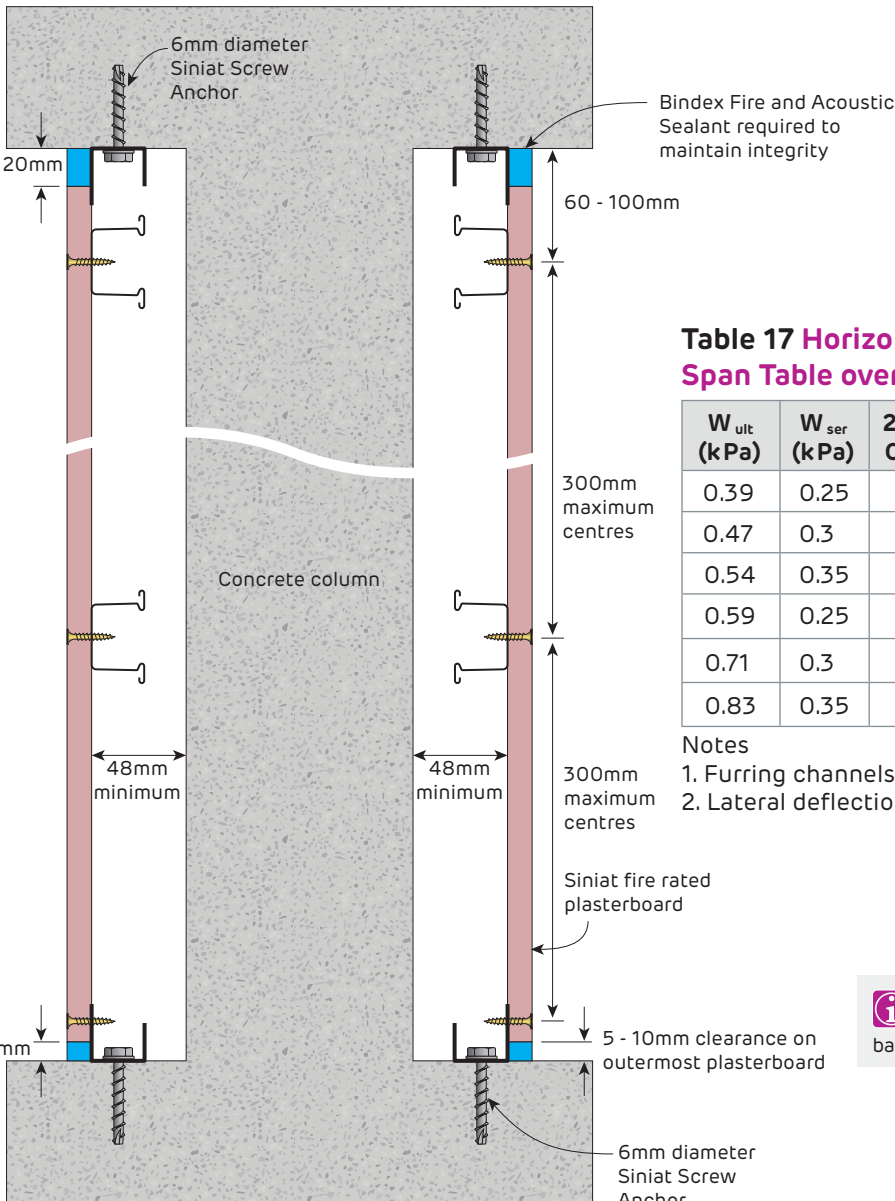 6mm diameter
Siniat Screw
Anchor
Bindex Fire and Acoustic
Sealant required to
maintain integrity
20mm
60 - 100mm
Table 17 Horizo
Span Table over
W ult (kPa) W ser (kPa) 2
0.39 0.25
0.47 0.3
0.54 0.35
0.59 0.25
0.71 0.3
0.83 0.35
Notes
1. Furring channels
2. Lateral deflectio
300mm
maximum
centres
Concrete column
48mm
minimum
48mm
minimum
300mm
maximum
centres
Siniat fire rated
plasterboard
mm
5 - 10mm clearance on
outermost plasterboard
i
ba
6mm diameter
Siniat Screw
Anchor